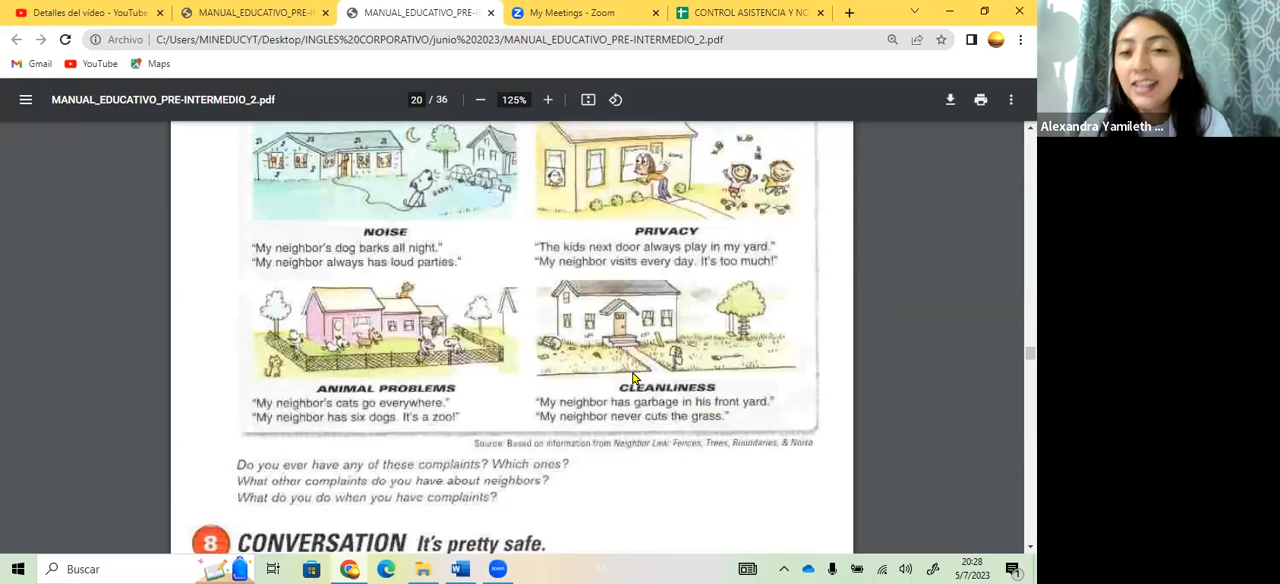 Detalles del vídeo - YouTube
MANUAL_EDUCATIVO_PRE-I
MANUAL_EDUCATIVO_PRE-I
My Meetings - Zoom
CONTROL ASISTENCIA Y NO
Archivo
C:/Users/MINEDUCYT/Desktop/INGLES%20CORPORATIVO/junio%202023/MANUAL_EDUCATIVO_PRE-INTERMEDIO_2.pdf
Gmail
YouTube
Maps
MANUAL_EDUCATIVO_PRE-INTERMEDIO_2.pdf
20 / 36
125%
Alexandra Yamileth ...
NOISE
"My neighbor's dog barks all night."
"My neighbor always has loud parties."
PRIVACY
"The kids next door always play in my yard."
"My neighbor visits every day. It's too much!"
ANIMAL PROBLEMS
"My neighbor's cats go everywhere."
"My neighbor has six dogs. It's a zoo!"
CLEANLINESS
"My neighbor has garbage in his front yard."
"My neighbor never cuts the grass."
Source: Based on information from Neighbor Law: Fences, Trees, Boundaries, & Noise
Do you ever have any of these complaints? Which ones?
What other complaints do you have about neighbors?
What do you do when you have complaints?
8 CONVERSATION It's pretty safe.
Buscar
zoom
20:28
5/7/2023